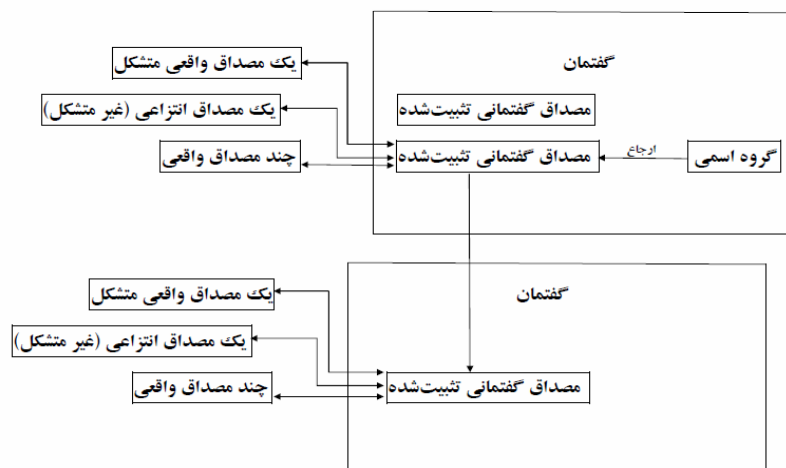 گفتمان
یک مصداق واقعی متشکل
مصداق گفتمانی تثبیت‌شده
یک مصداق انتزاعی (غیر متشکل)
گروه اسمی
ارجاع
مصداق گفتمانی تثبیت‌شده
چند مصداق واقعی
گفتمان
یک مصداق واقعی متشکل
یک مصداق انتزاعی (غیر متشکل)
مصداق گفتمانی تثبیت‌شده
چند مصداق واقعی